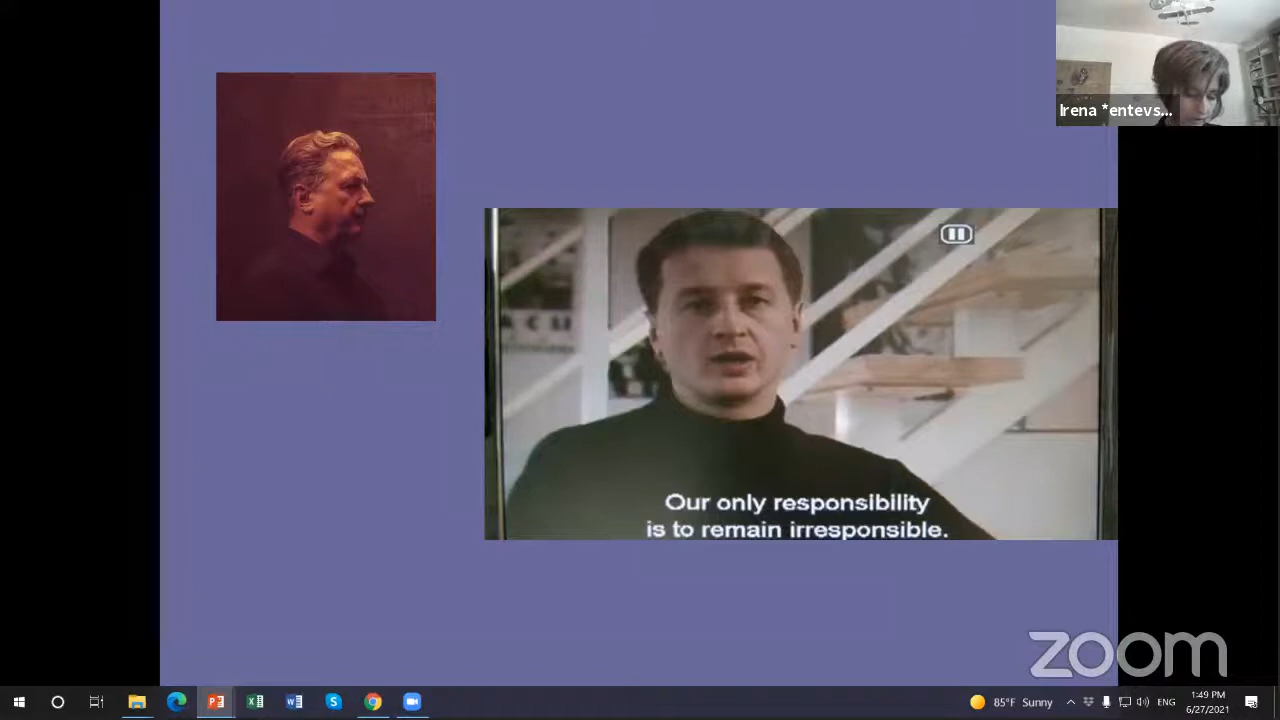 Irena *entevs...
Our only responsibility
is to remain irresponsible.
zoom
85°F Sunny
ENG
1:49 PM
6/27/2021